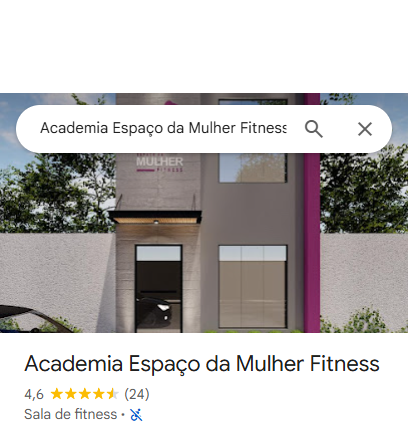 Academia Espaço da Mulher Fitness
MULHER
FITNESS
Academia Espaço da Mulher Fitness
4,6 (24)
Sala de fitness ·